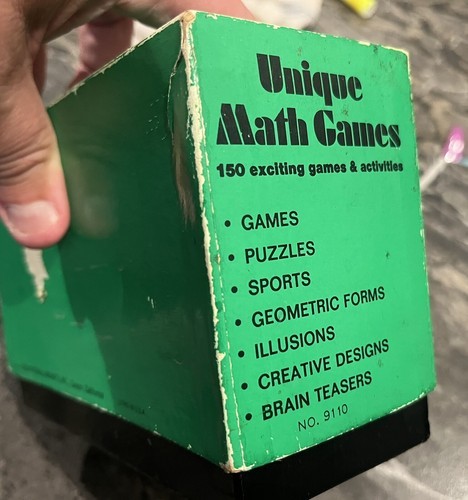 Unique
Math Games
150 exciting games & activities
• GAMES
• PUZZLES
• SPORTS
• GEOMETRIC FORMS
• ILLUSIONS
• CREATIVE DESIGNS
• BRAIN TEASERS
NO. 9110